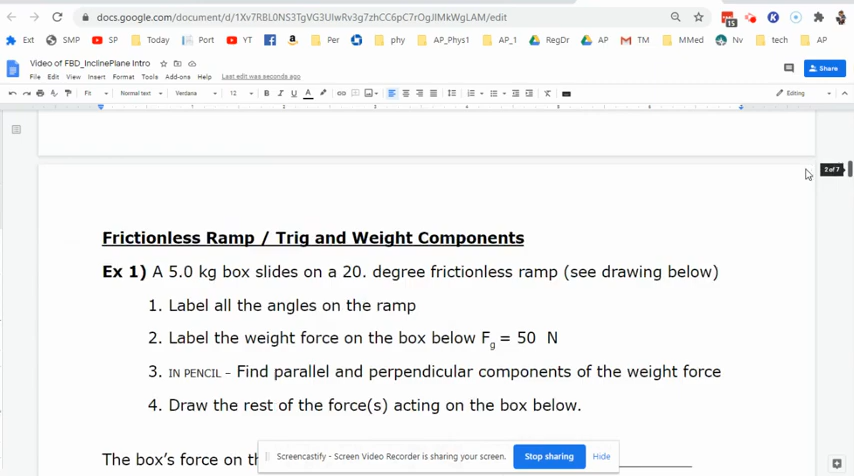 docs.google.com/document/d/1Xv7RBL0NS3TgVG3UIwRv3g7zhCC6pC7rOgJIMkWgLAM/edit
15
Ext SMP SP Today Port YT Per phy AP_Phys1 AP_1 RegDr AP TM MMed Nv tech AP
Video of FBD_InclinePlane Intro
Share
File Edit View Insert Format Tools Add-ons Help Last edit was seconds ago
Fit Normal text Verdana 12 B I U A Editing
2 of 7
Frictionless Ramp / Trig and Weight Components
Ex 1) A 5.0 kg box slides on a 20. degree frictionless ramp (see drawing below)
1. Label all the angles on the ramp
2. Label the weight force on the box below Fg = 50 N
3. IN PENCIL – Find parallel and perpendicular components of the weight force
4. Draw the rest of the force(s) acting on the box below.
The box's force on th
Screencastify - Screen Video Recorder is sharing your screen. Stop sharing Hide